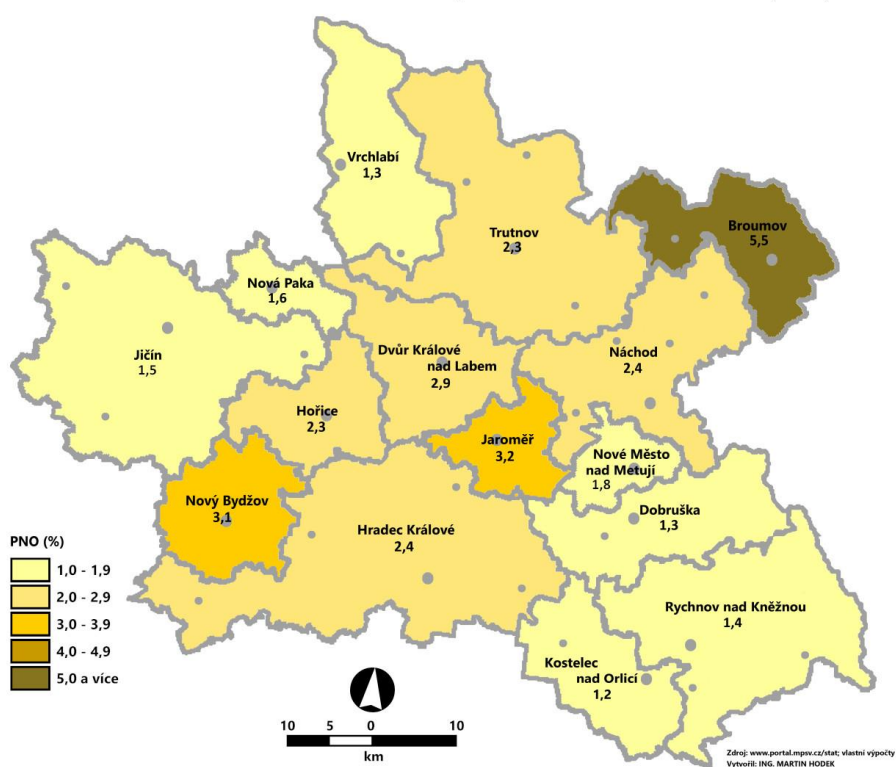 Vrchlabí
1,3
Trutnov
2,3
Broumov
5,5
Nová Paka
1,6
Jičín
1,5
Dvůr Králové
nad Labem
2,9
Náchod
2,4
Hořice
2,3
Jaroměř
3,2
Nové Město
nad Metují
1,8
Nový Bydžov
3,1
Hradec Králové
2,4
Dobruška
1,3
Rychnov nad Kněžnou
1,4
Kostelec
nad Orlicí
1,2
PNO (%)
1,0 - 1,9
2,0 - 2,9
3,0 - 3,9
4,0 - 4,9
5,0 a více
10 5 0 10
km
Zdroj: www.portal.mpsv.cz/stat; vlastní výpočty
Vytvořil: ING. MARTIN HODEK